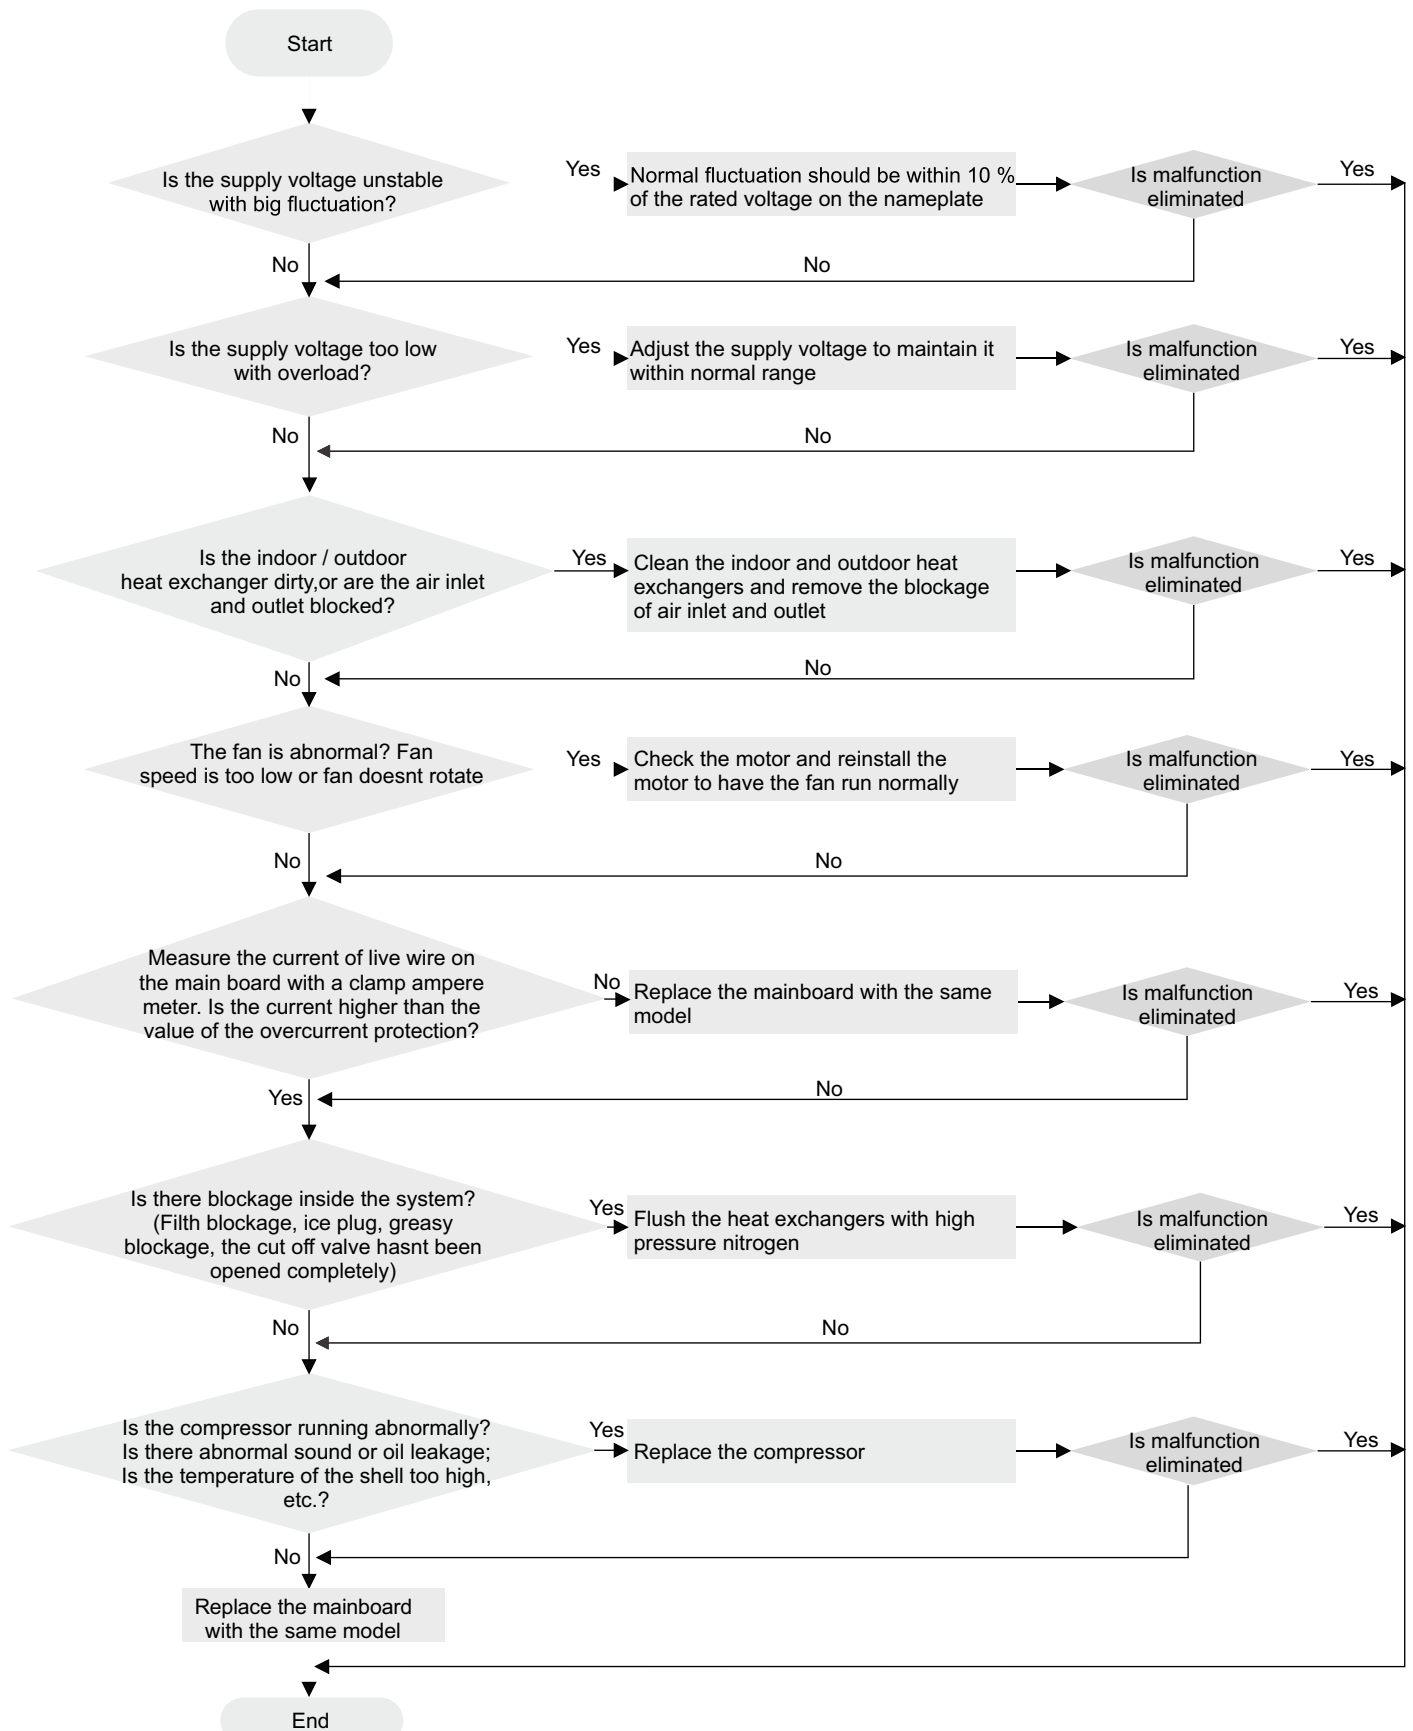 Start
Is the supply voltage unstable
with big fluctuation?
Yes
Normal fluctuation should be within 10 %
of the rated voltage on the nameplate
Is malfunction
eliminated
Yes
No
No
Is the supply voltage too low
with overload?
Yes
Adjust the supply voltage to maintain it
within normal range
Is malfunction
eliminated
Yes
No
No
Is the indoor / outdoor
heat exchanger dirty,or are the air inlet
and outlet blocked?
Yes
Clean the indoor and outdoor heat
exchangers and remove the blockage
of air inlet and outlet
Is malfunction
eliminated
Yes
No
No
The fan is abnormal? Fan
speed is too low or fan doesnt rotate
Yes
Check the motor and reinstall the
motor to have the fan run normally
Is malfunction
eliminated
Yes
No
No
Measure the current of live wire on
the main board with a clamp ampere
meter. Is the current higher than the
value of the overcurrent protection?
No
Replace the mainboard with the same
model
Is malfunction
eliminated
Yes
Yes
No
Is there blockage inside the system?
(Filth blockage, ice plug, greasy
blockage, the cut off valve hasnt been
opened completely)
Yes
Flush the heat exchangers with high
pressure nitrogen
Is malfunction
eliminated
Yes
No
No
Is the compressor running abnormally?
Is there abnormal sound or oil leakage;
Is the temperature of the shell too high,
etc.?
Yes
Replace the compressor
Is malfunction
eliminated
Yes
No
Replace the mainboard
with the same model
End